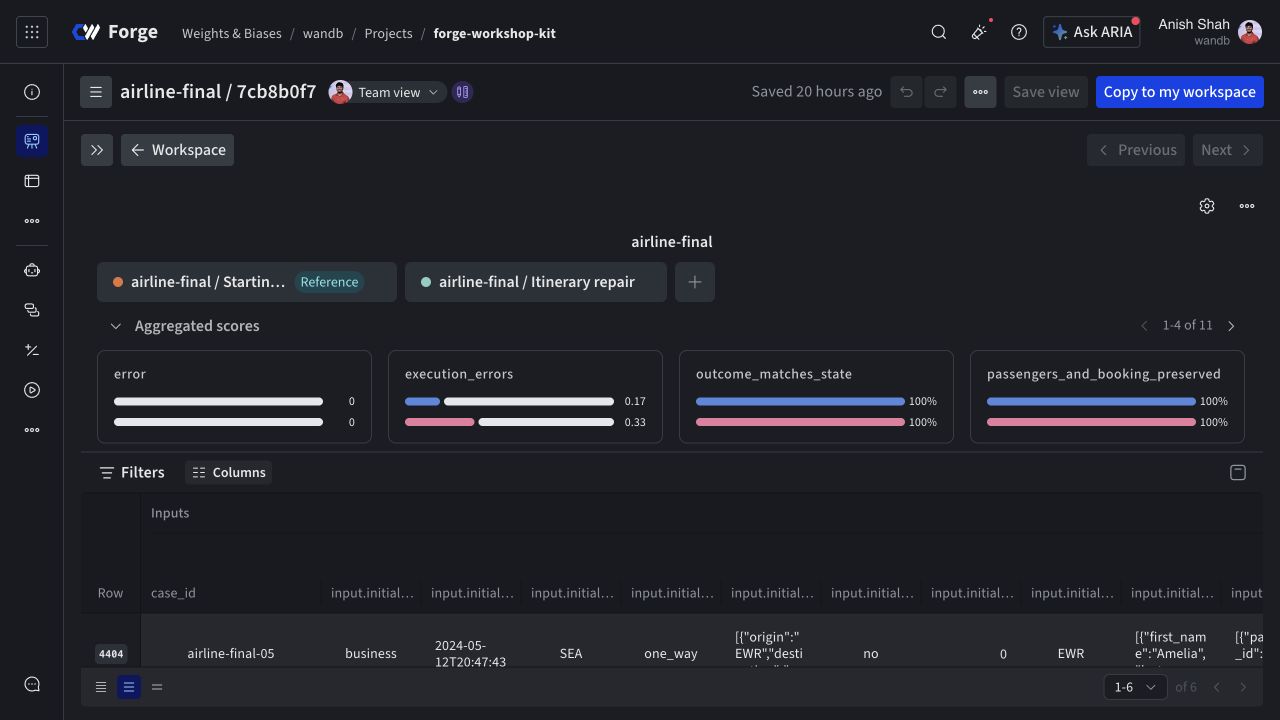 Forge
Weights & Biases / wandb / Projects / forge-workshop-kit
Ask ARIA
Anish Shah
wandb
airline-final / 7cb8b0f7
Team view
Saved 20 hours ago
Save view
Copy to my workspace
Workspace
Previous
Next
airline-final
airline-final / Startin... Reference
airline-final / Itinerary repair
Aggregated scores
1-4 of 11
error
0
0
execution_errors
0.17
0.33
outcome_matches_state
100%
100%
passengers_and_booking_preserved
100%
100%
Filters
Columns
Inputs
Row case_id input.initial... input.initial... input.initial... input.initial... input.initial... input.initial... input.initial... input.initial... input.initial... input
4404 airline-final-05 business 2024-05-12T20:47:43 SEA one_way [{"origin":"EWR","desti no 0 EWR [{"first_name":"Amelia", [{"pa_id":
1-6
of 6